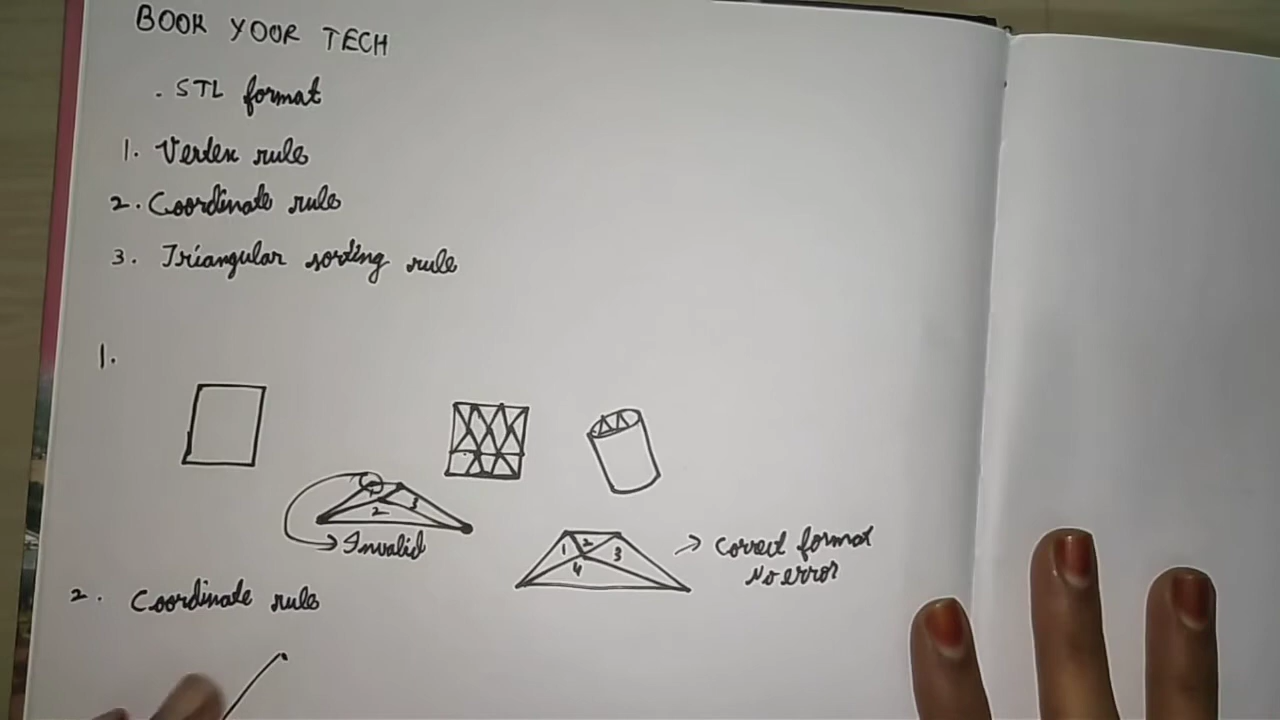 BOOK YOUR TECH
. STL format
1. Vertex rule
2. Coordinate rule
3. Triangular sorting rule
1.
1 2 3
Invalid
1 2 3
4
Correct format
No error
2. Coordinate rule